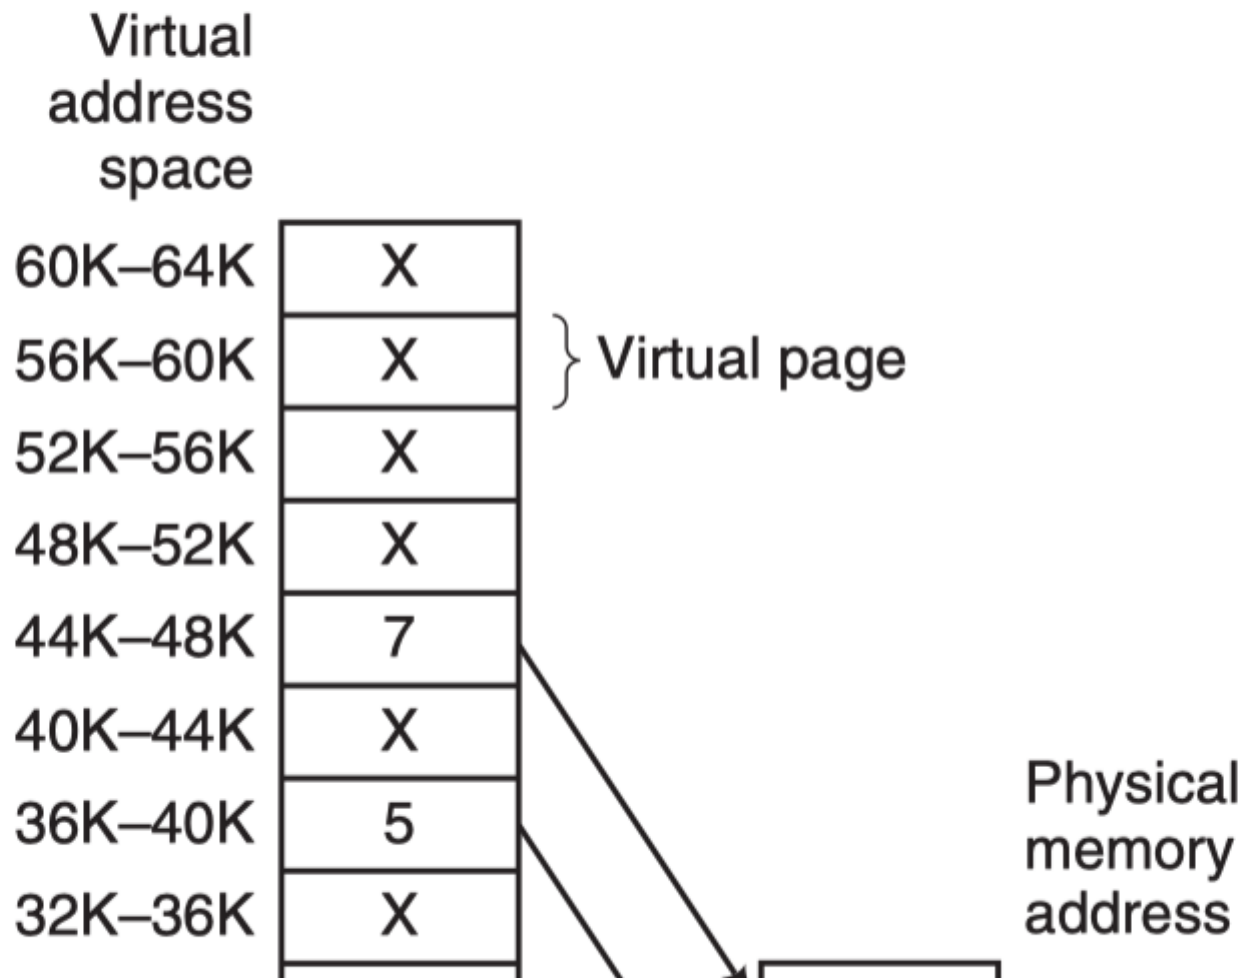 Virtual
address
space
60K–64K X
56K–60K X Virtual page
52K–56K X
48K–52K X
44K–48K 7
40K–44K X
36K–40K 5
32K–36K X
Physical
memory
address